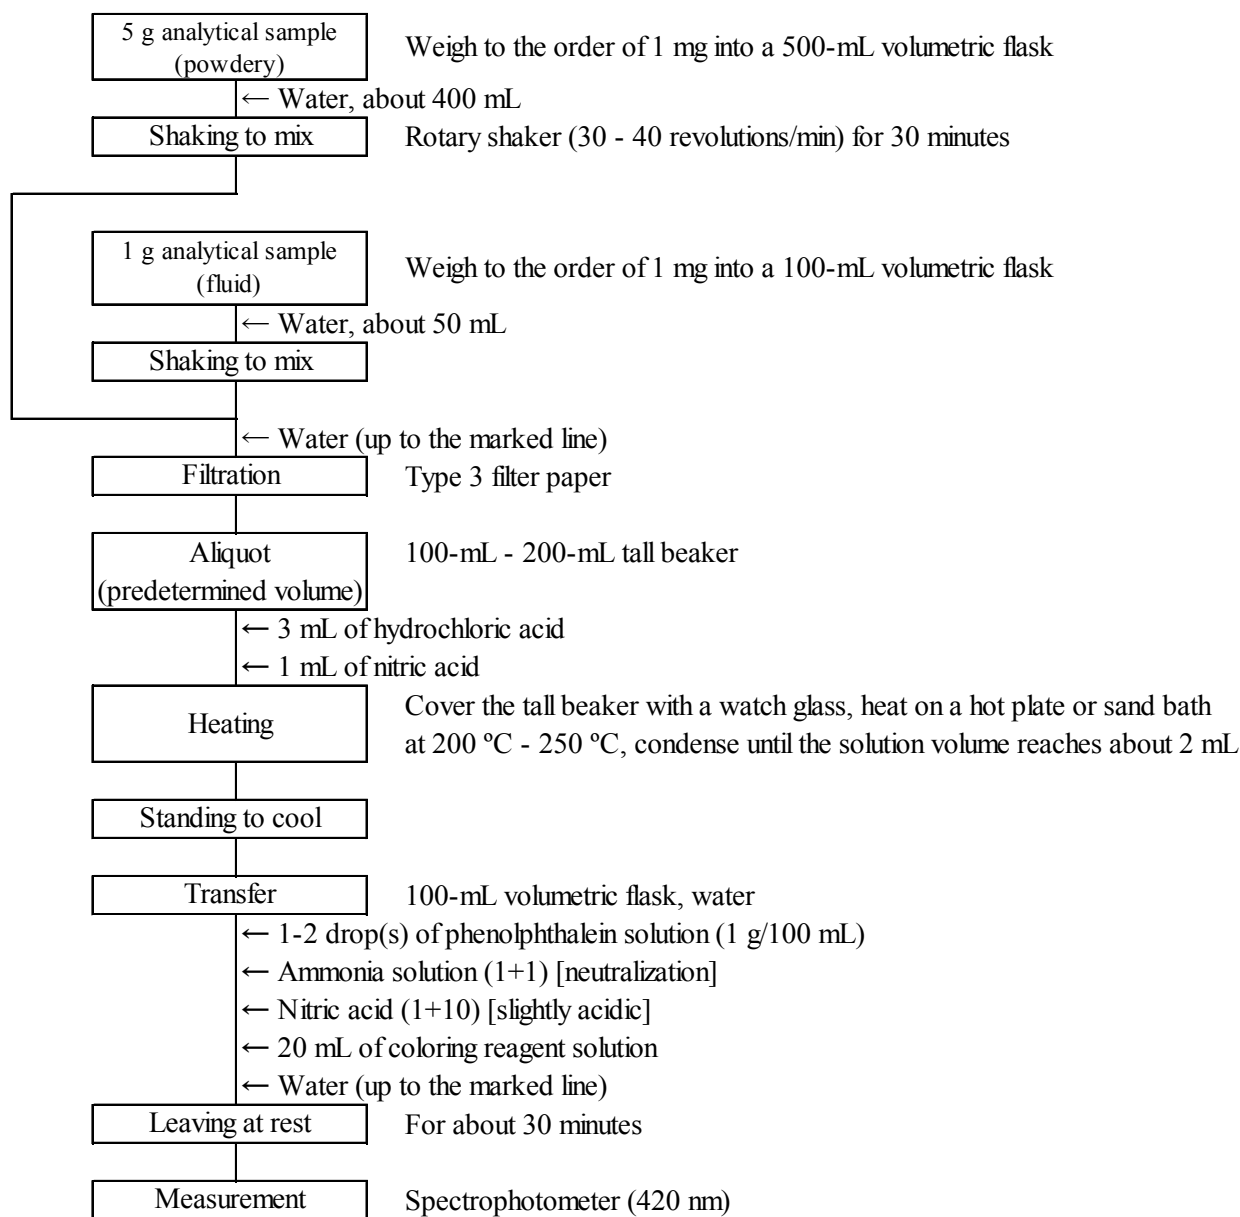 5 g analytical sample
(powdery)
Weigh to the order of 1 mg into a 500-mL volumetric flask
← Water, about 400 mL
Shaking to mix
Rotary shaker (30 - 40 revolutions/min) for 30 minutes
1 g analytical sample
(fluid)
Weigh to the order of 1 mg into a 100-mL volumetric flask
← Water, about 50 mL
Shaking to mix
← Water (up to the marked line)
Filtration
Type 3 filter paper
Aliquot
(predetermined volume)
100-mL - 200-mL tall beaker
← 3 mL of hydrochloric acid
← 1 mL of nitric acid
Heating
Cover the tall beaker with a watch glass, heat on a hot plate or sand bath
at 200 ºC - 250 ºC, condense until the solution volume reaches about 2 mL
Standing to cool
Transfer
100-mL volumetric flask, water
← 1-2 drop(s) of phenolphthalein solution (1 g/100 mL)
← Ammonia solution (1+1) [neutralization]
← Nitric acid (1+10) [slightly acidic]
← 20 mL of coloring reagent solution
← Water (up to the marked line)
Leaving at rest
For about 30 minutes
Measurement
Spectrophotometer (420 nm)